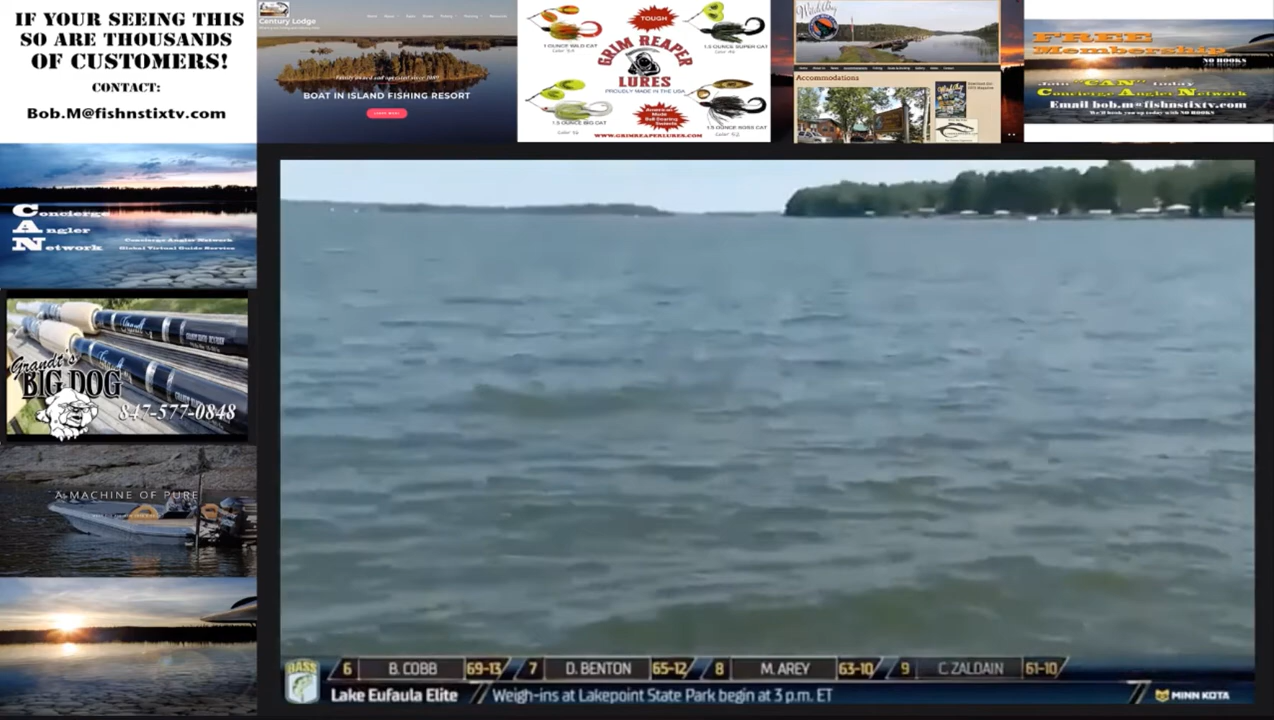 IF YOUR SEEING THIS
SO ARE THOUSANDS
OF CUSTOMERS!
CONTACT:
Bob.M@fishnstixtv.com
Century Lodge
BOAT IN ISLAND FISHING RESORT
TOUGH
1 OUNCE WILD CAT
1.5 OUNCE SUPER CAT
GRIM REAPER
LURES
PROUDLY MADE IN THE USA
1.5 OUNCE BIG CAT
1.5 OUNCE BOSS CAT
WWW.GRIMREAPERLURES.COM
Accommodations
FREE
Membership
NO HOOKS
Join "CAN" today
Concierge Angler Network
Email bob.m@fishnstixtv.com
Concierge
Angler
Network
Concierge Angler Network
Global Virtual Guide Service
Grandt's
BIG DOG
847-577-0848
A MACHINE OF PURE
BASS 6 B. COBB 69-13 7 D. BENTON 65-12 8 M. AREY 63-10 9 C. ZALDAIN 61-10
Lake Eufaula Elite Weigh-ins at Lakepoint State Park begin at 3 p.m. ET MINN KOTA